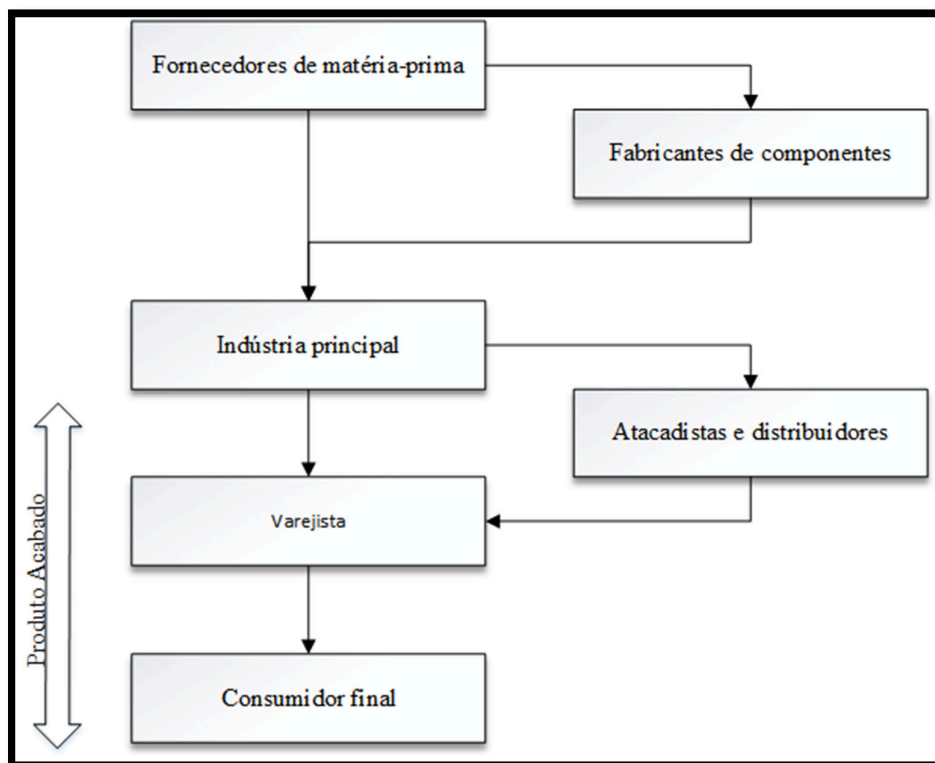 Fornecedores de matéria-prima
Fabricantes de componentes
Indústria principal
Atacadistas e distribuidores
Varejista
Consumidor final
Produto Acabado